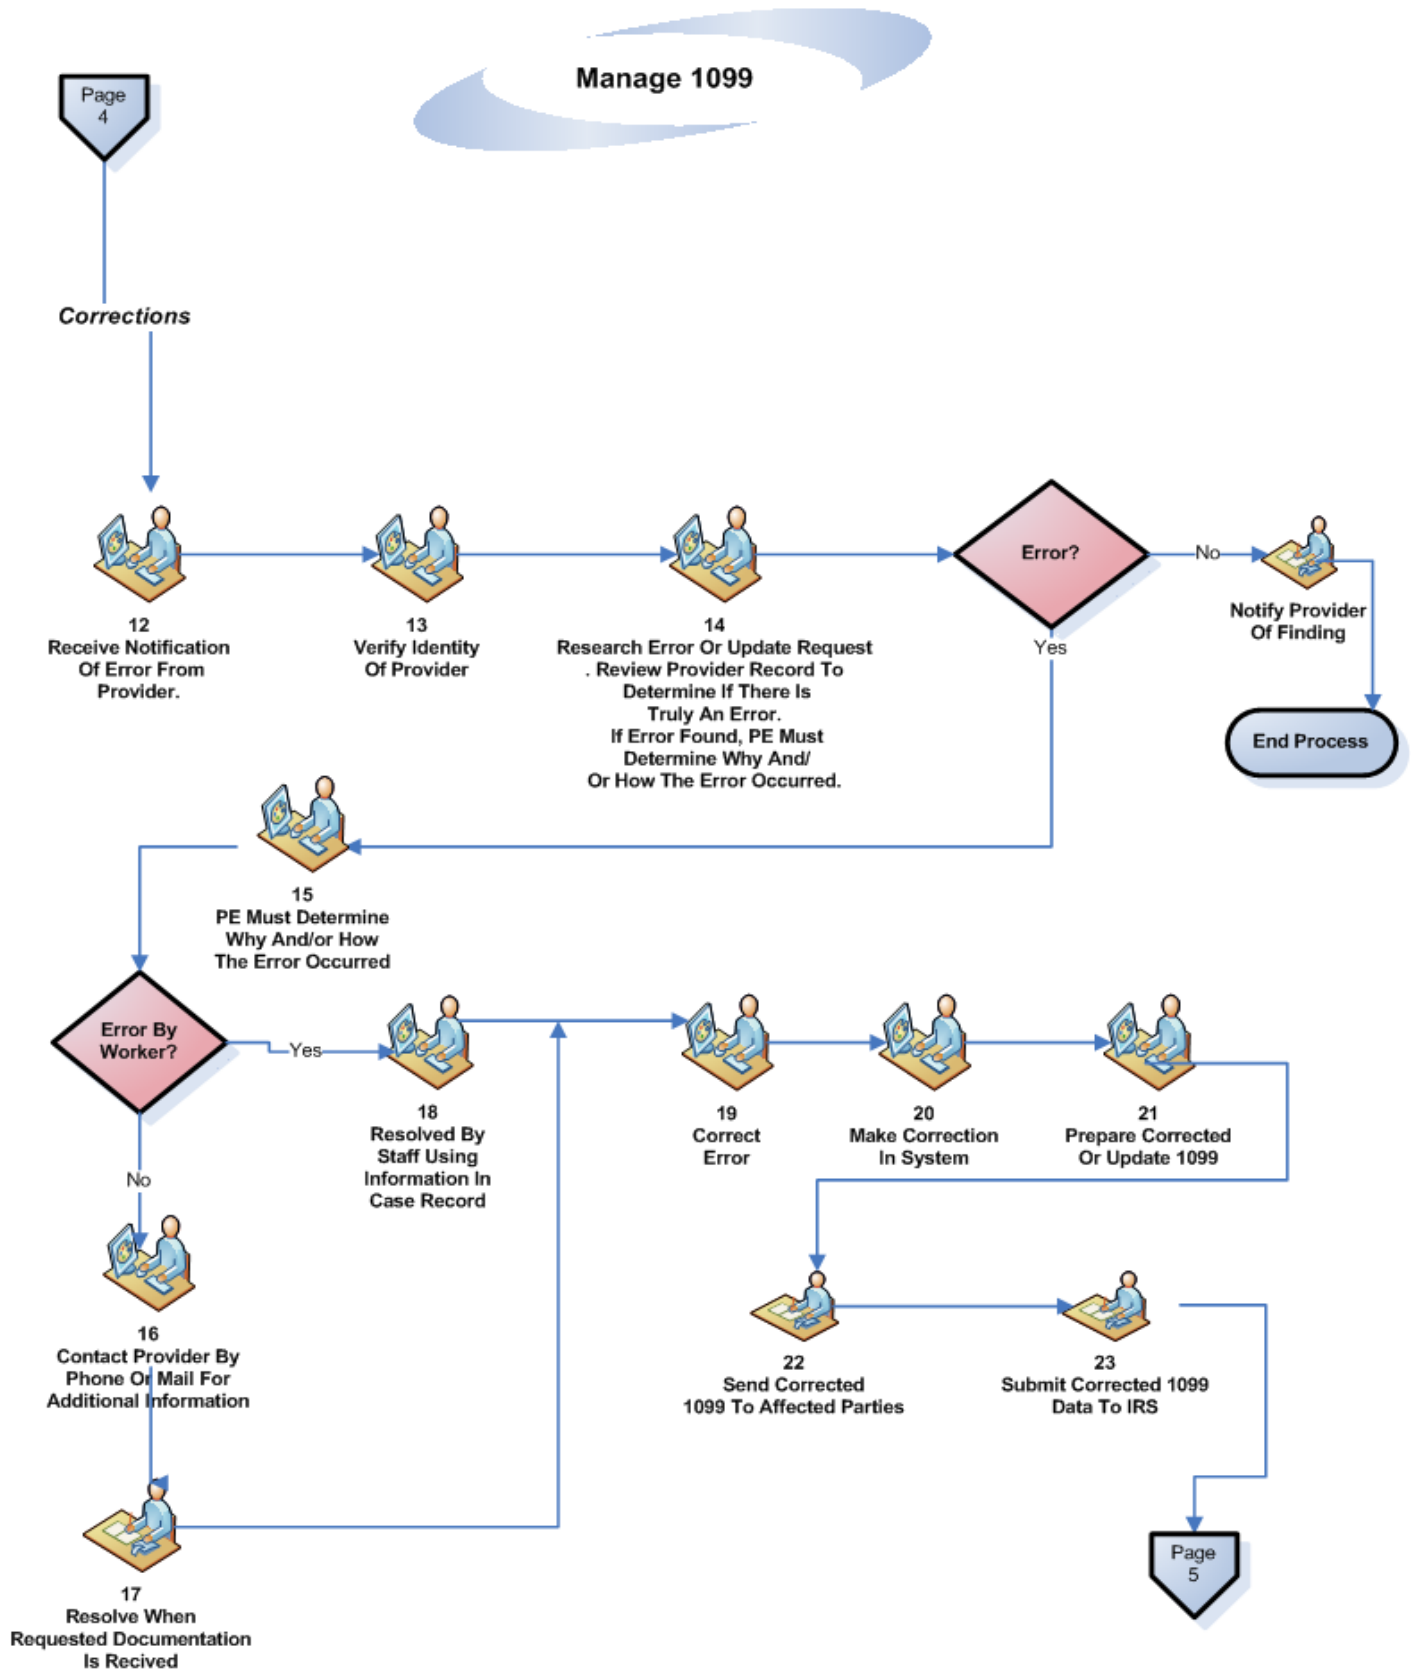 Manage 1099
Page
4
Corrections
12
Receive Notification
Of Error From
Provider.
13
Verify Identity
Of Provider
14
Research Error Or Update Request
. Review Provider Record To
Determine If There Is
Truly An Error.
If Error Found, PE Must
Determine Why And/
Or How The Error Occurred.
Error?
No
Notify Provider
Of Finding
End Process
Yes
15
PE Must Determine
Why And/or How
The Error Occurred
Error By
Worker?
Yes
18
Resolved By
Staff Using
Information In
Case Record
19
Correct
Error
20
Make Correction
In System
21
Prepare Corrected
Or Update 1099
No
16
Contact Provider By
Phone Or Mail For
Additional Information
22
Send Corrected
1099 To Affected Parties
23
Submit Corrected 1099
Data To IRS
17
Resolve When
Requested Documentation
Is Recived
Page
5